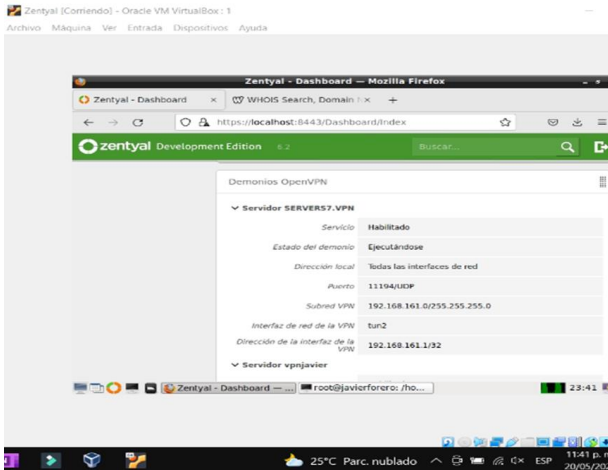 Zentyal [Corriendo] - Oracle VM VirtualBox : 1
Archivo Máquina Ver Entrada Dispositivos Ayuda
Zentyal - Dashboard — Mozilla Firefox
Zentyal - Dashboard × WHOIS Search, Domain × +
https://localhost:8443/Dashboard/Index
zentyal Development Edition 6.2 Buscar...
Demonios OpenVPN
Servidor SERVERS7.VPN
Servicio Habilitado
Estado del demonio Ejecutándose
Dirección local Todas las interfaces de red
Puerto 11194/UDP
Subred VPN 192.168.161.0/255.255.255.0
Interfaz de red de la VPN tun2
Dirección de la interfaz de la
VPN 192.168.161.1/32
Servidor vpnjavier
Zentyal - Dashboard — ... root@javierforero: /ho... 23:41
25°C Parc. nublado ESP 11:41 p.
20/05/20